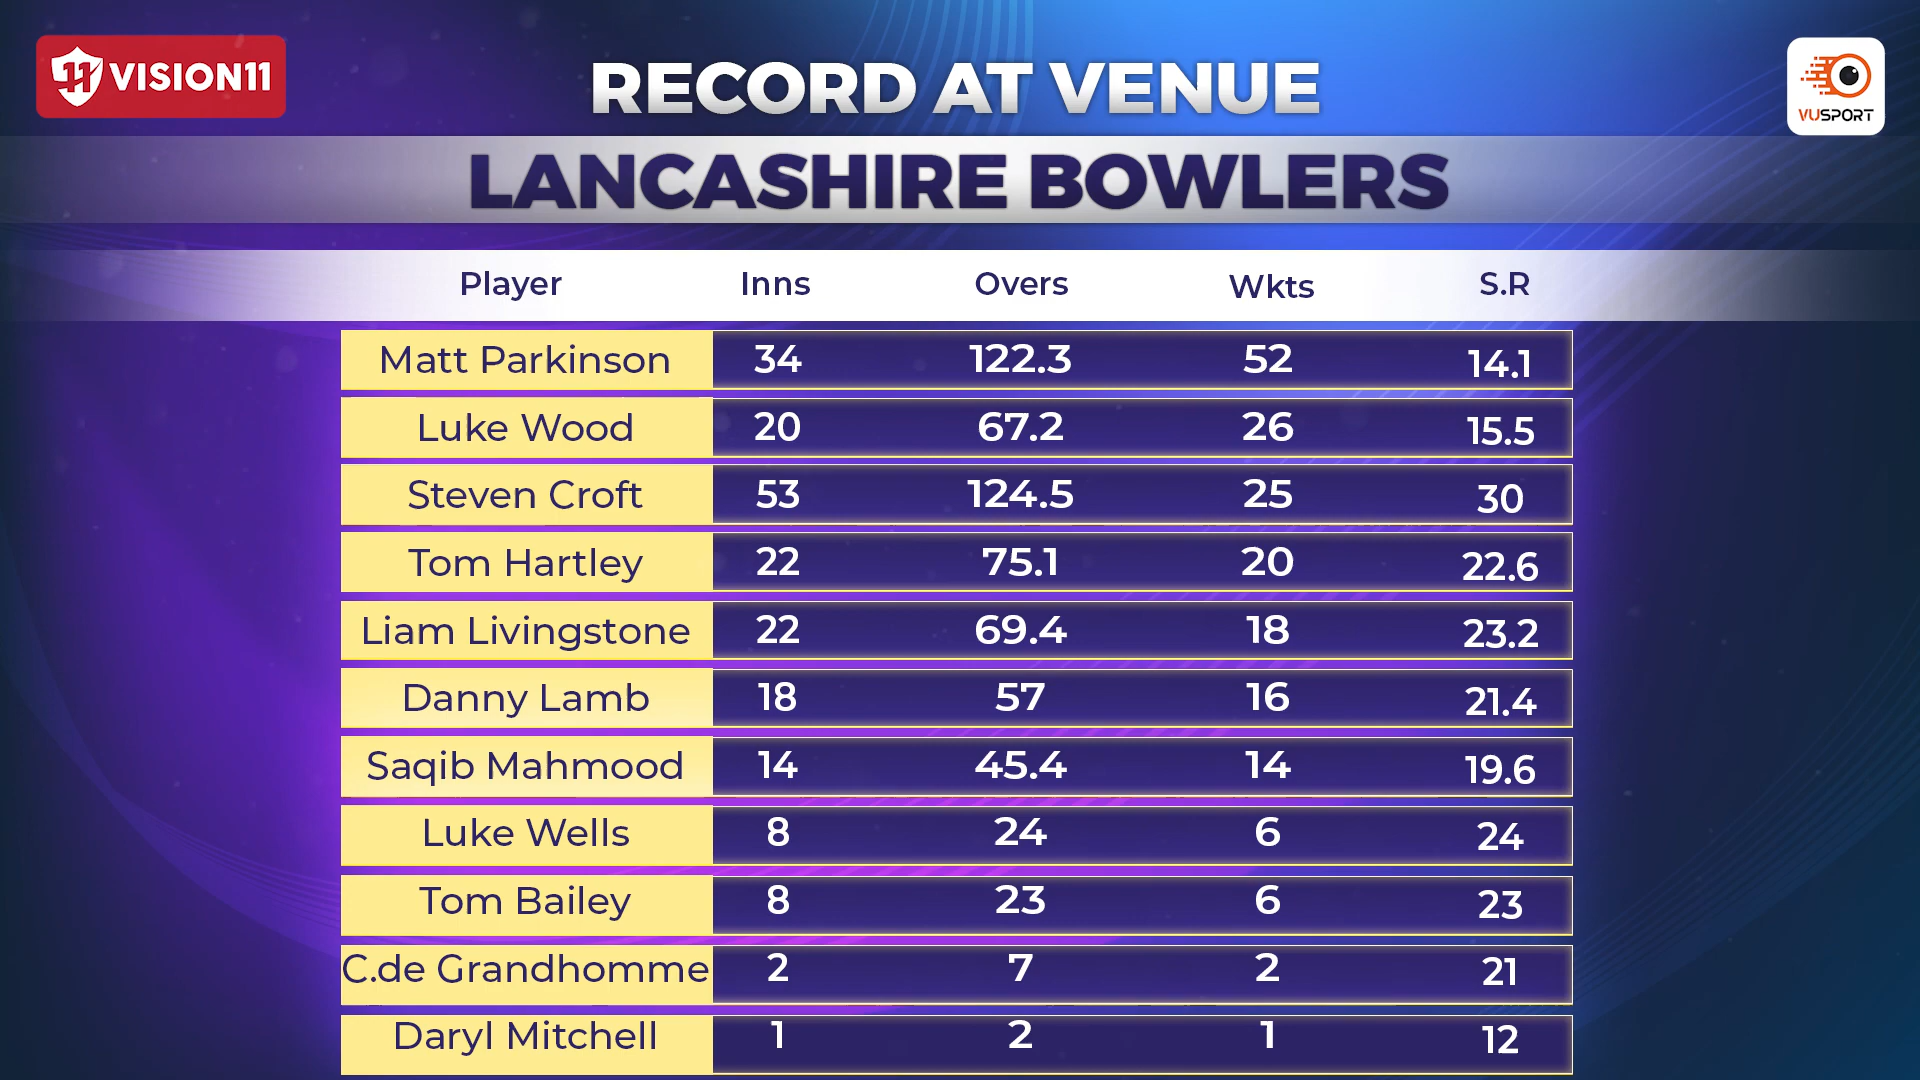 VISION11
RECORD AT VENUE
VUSPORT
LANCASHIRE BOWLERS
Player Inns Overs Wkts S.R
Matt Parkinson 34 122.3 52 14.1
Luke Wood 20 67.2 26 15.5
Steven Croft 53 124.5 25 30
Tom Hartley 22 75.1 20 22.6
Liam Livingstone 22 69.4 18 23.2
Danny Lamb 18 57 16 21.4
Saqib Mahmood 14 45.4 14 19.6
Luke Wells 8 24 6 24
Tom Bailey 8 23 6 23
C.de Grandhomme 2 7 2 21
Daryl Mitchell 1 2 1 12